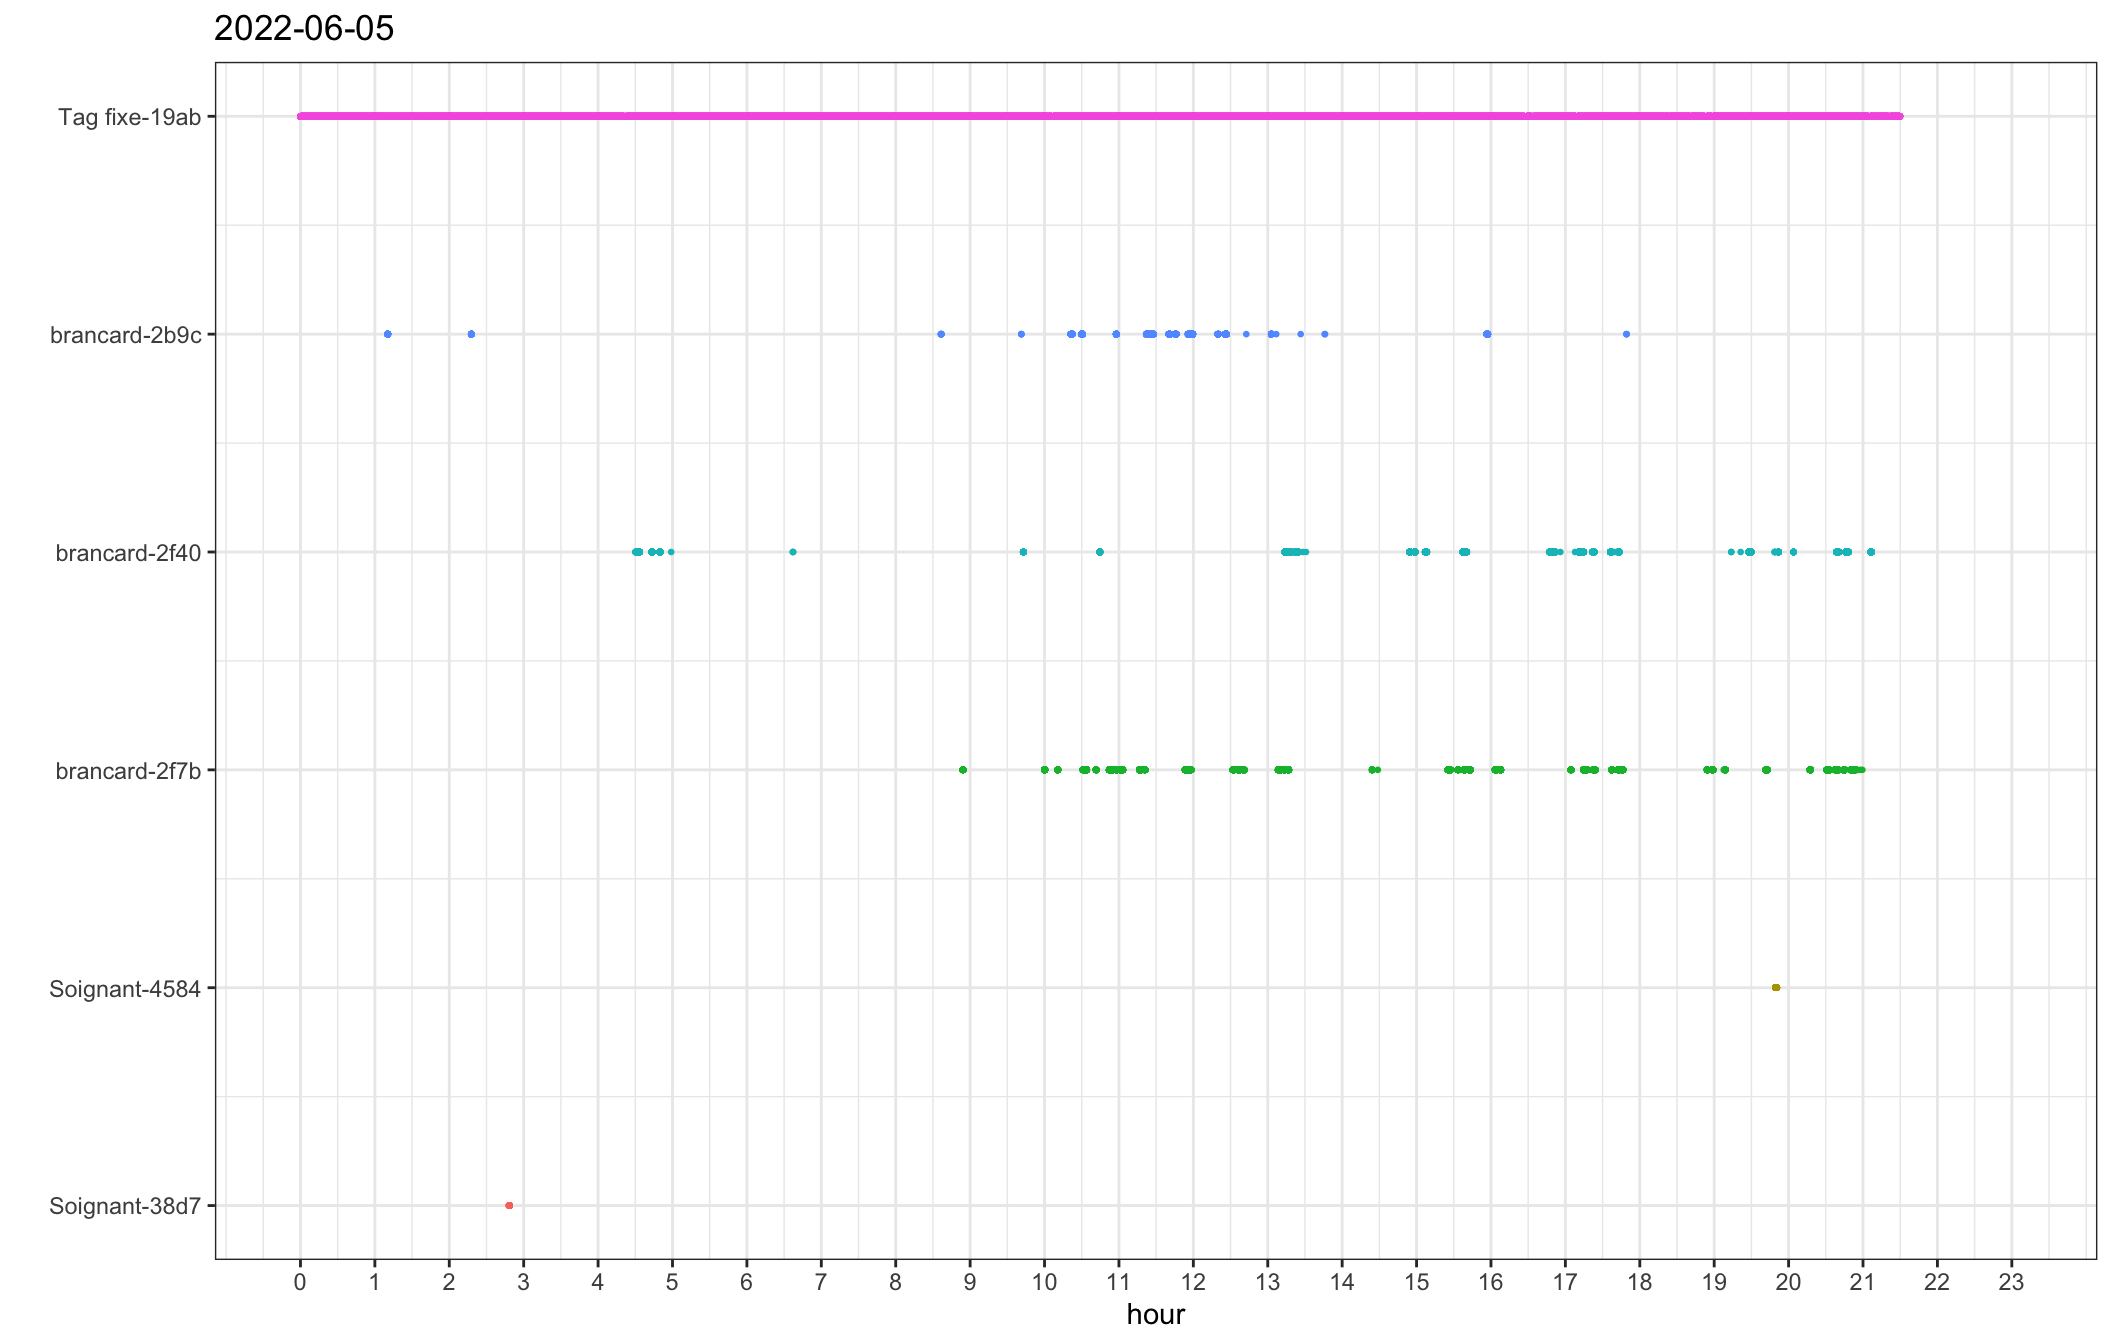 2022-06-05
Tag fixe-19ab
brancard-2b9c
brancard-2f40
brancard-2f7b
Soignant-4584
Soignant-38d7
0 1 2 3 4 5 6 7 8 9 10 11 12 13 14 15 16 17 18 19 20 21 22 23
hour